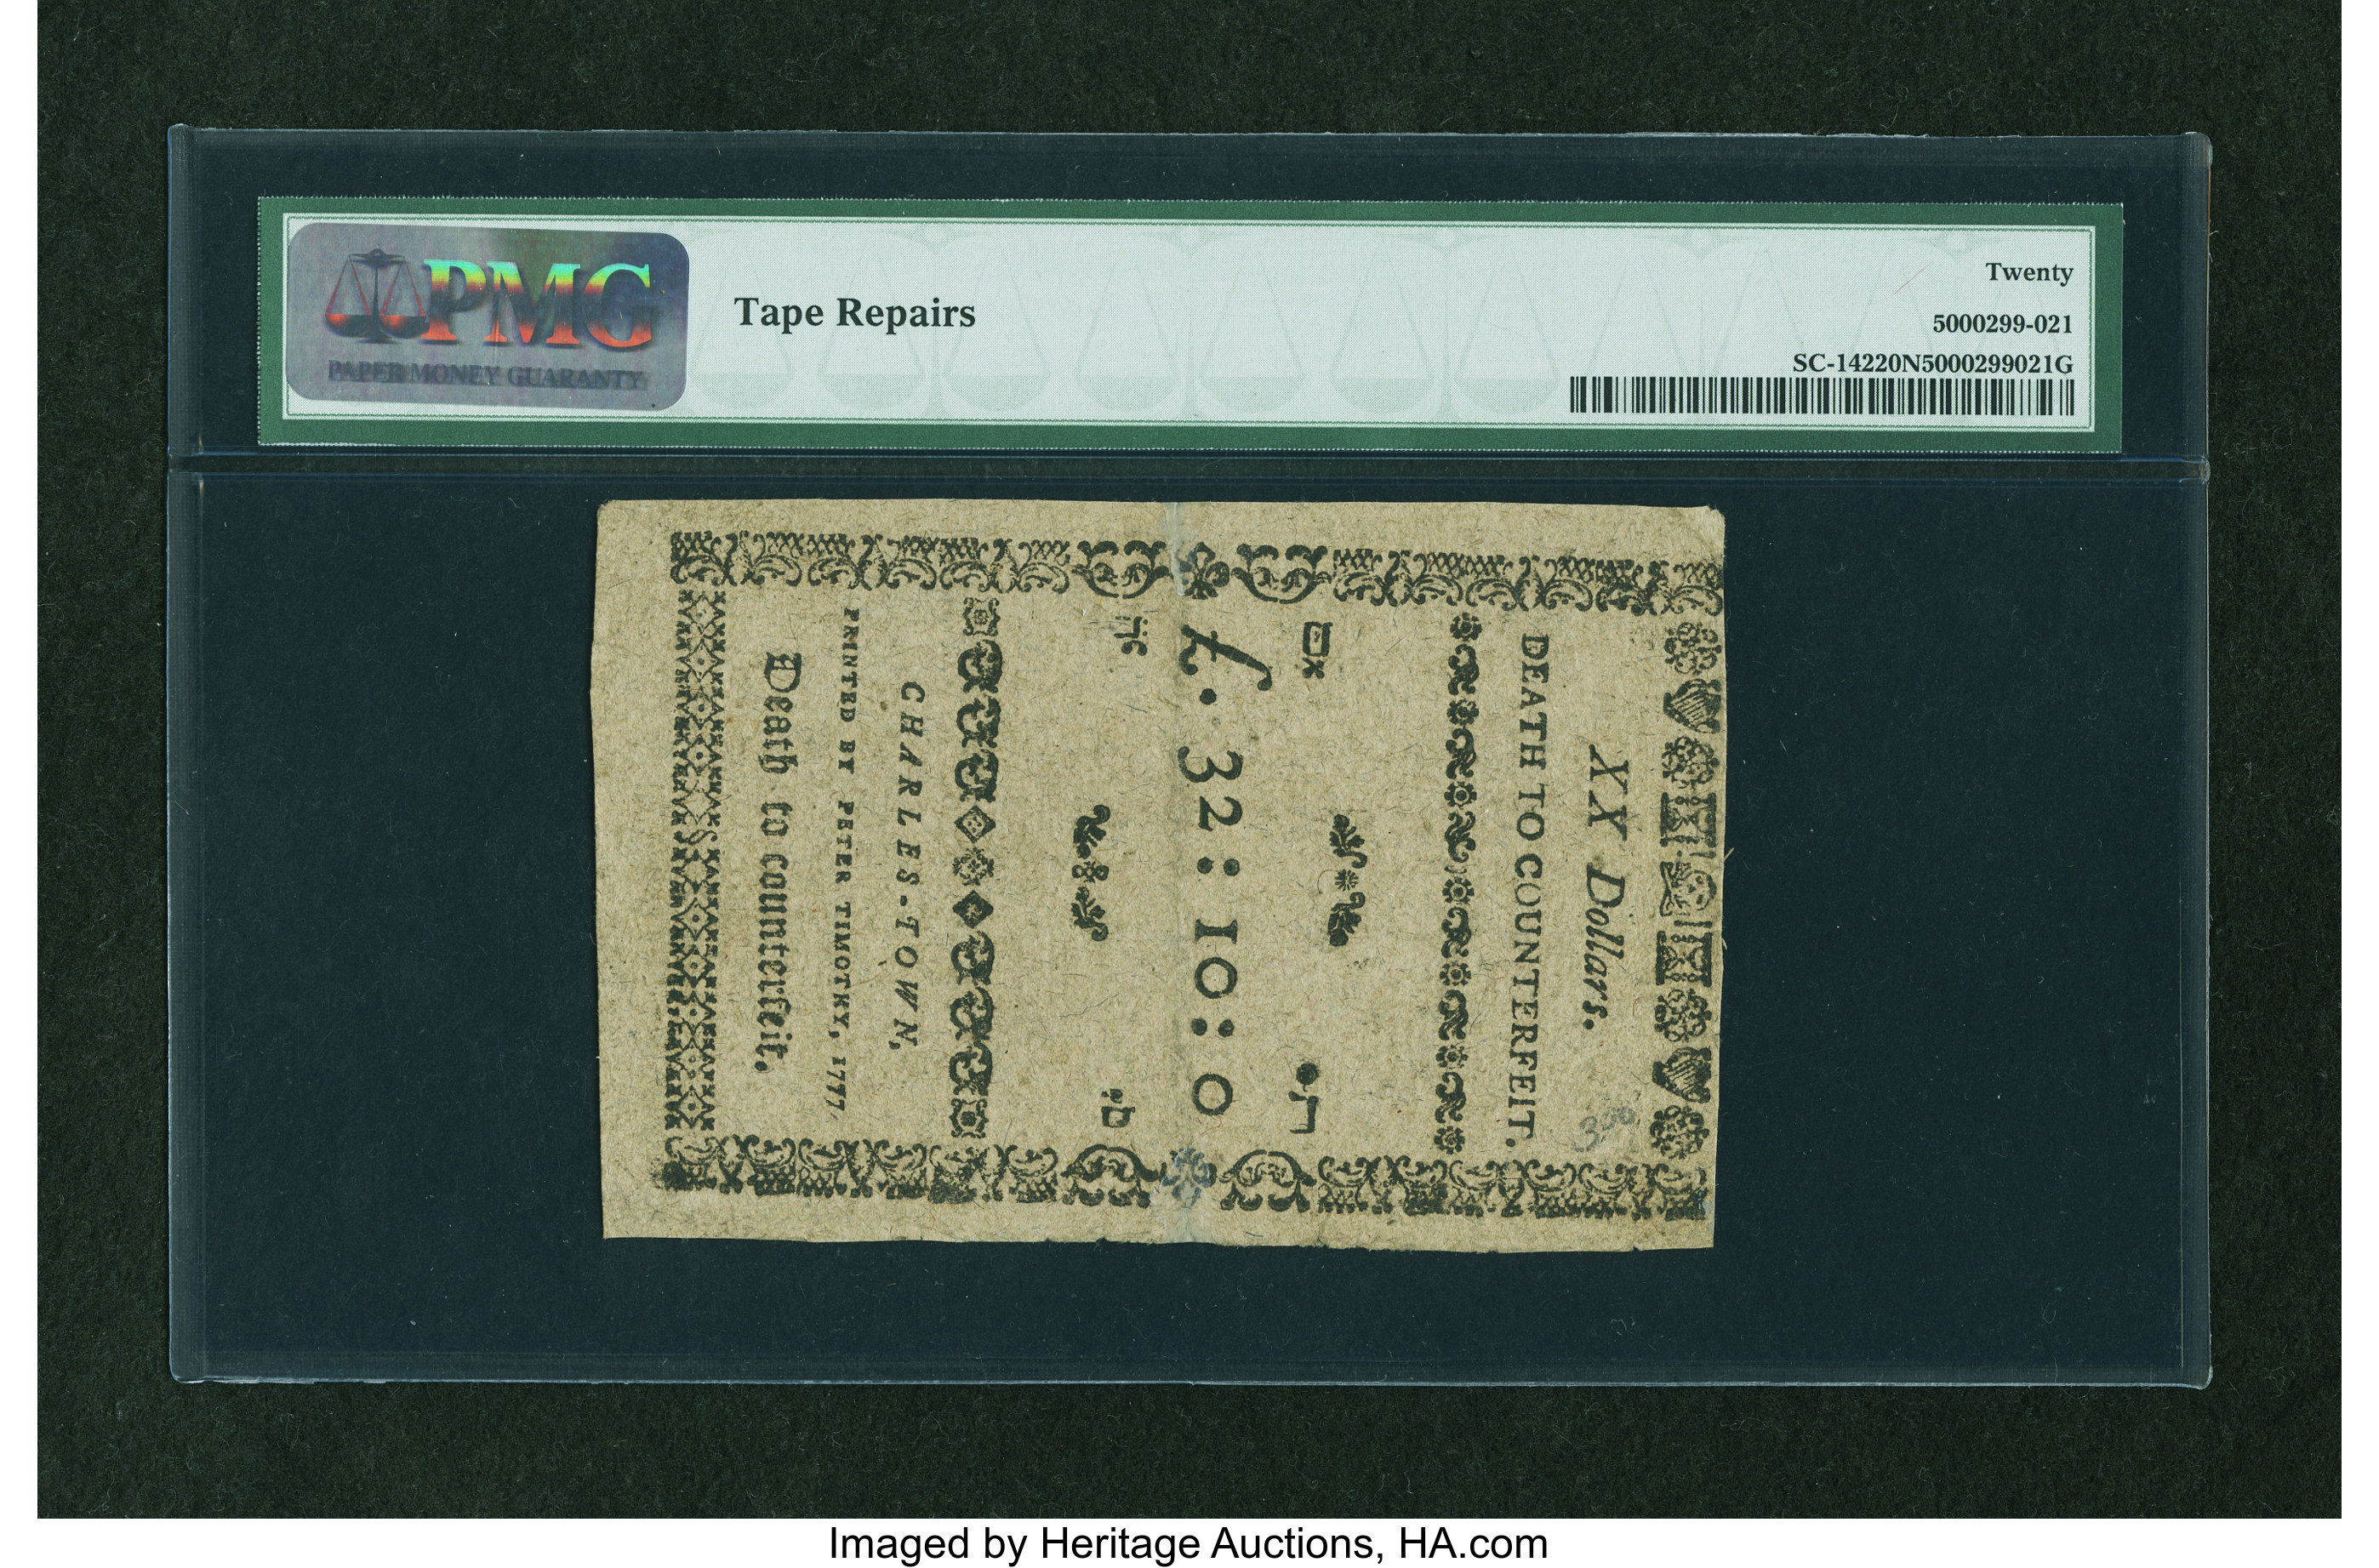 PMG
PAPER MONEY GUARANTY
Tape Repairs
Twenty
5000299-021
SC-14220N5000299021G
XX Dollars.
DEATH TO COUNTERFEIT.
£. 32 : 10 : 0
CHARLES-TOWN,
PRINTED BY PETER TIMOTHY, 1777.
Death to counterfeit.
Imaged by Heritage Auctions, HA.com